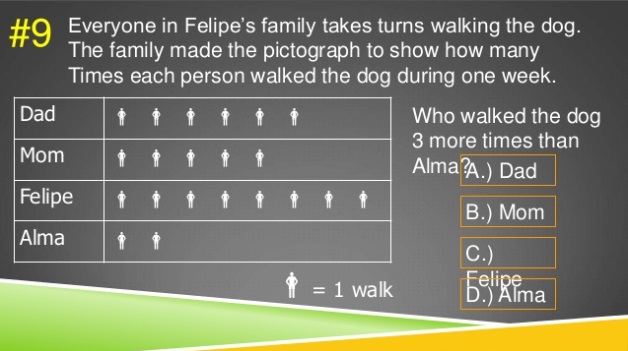 #9
Everyone in Felipe's family takes turns walking the dog.
The family made the pictograph to show how many
Times each person walked the dog during one week.
Dad
Mom
Felipe
Alma
= 1 walk
Who walked the dog
3 more times than
Alma?
A.) Dad
B.) Mom
C.)
Felipe
D.) Alma